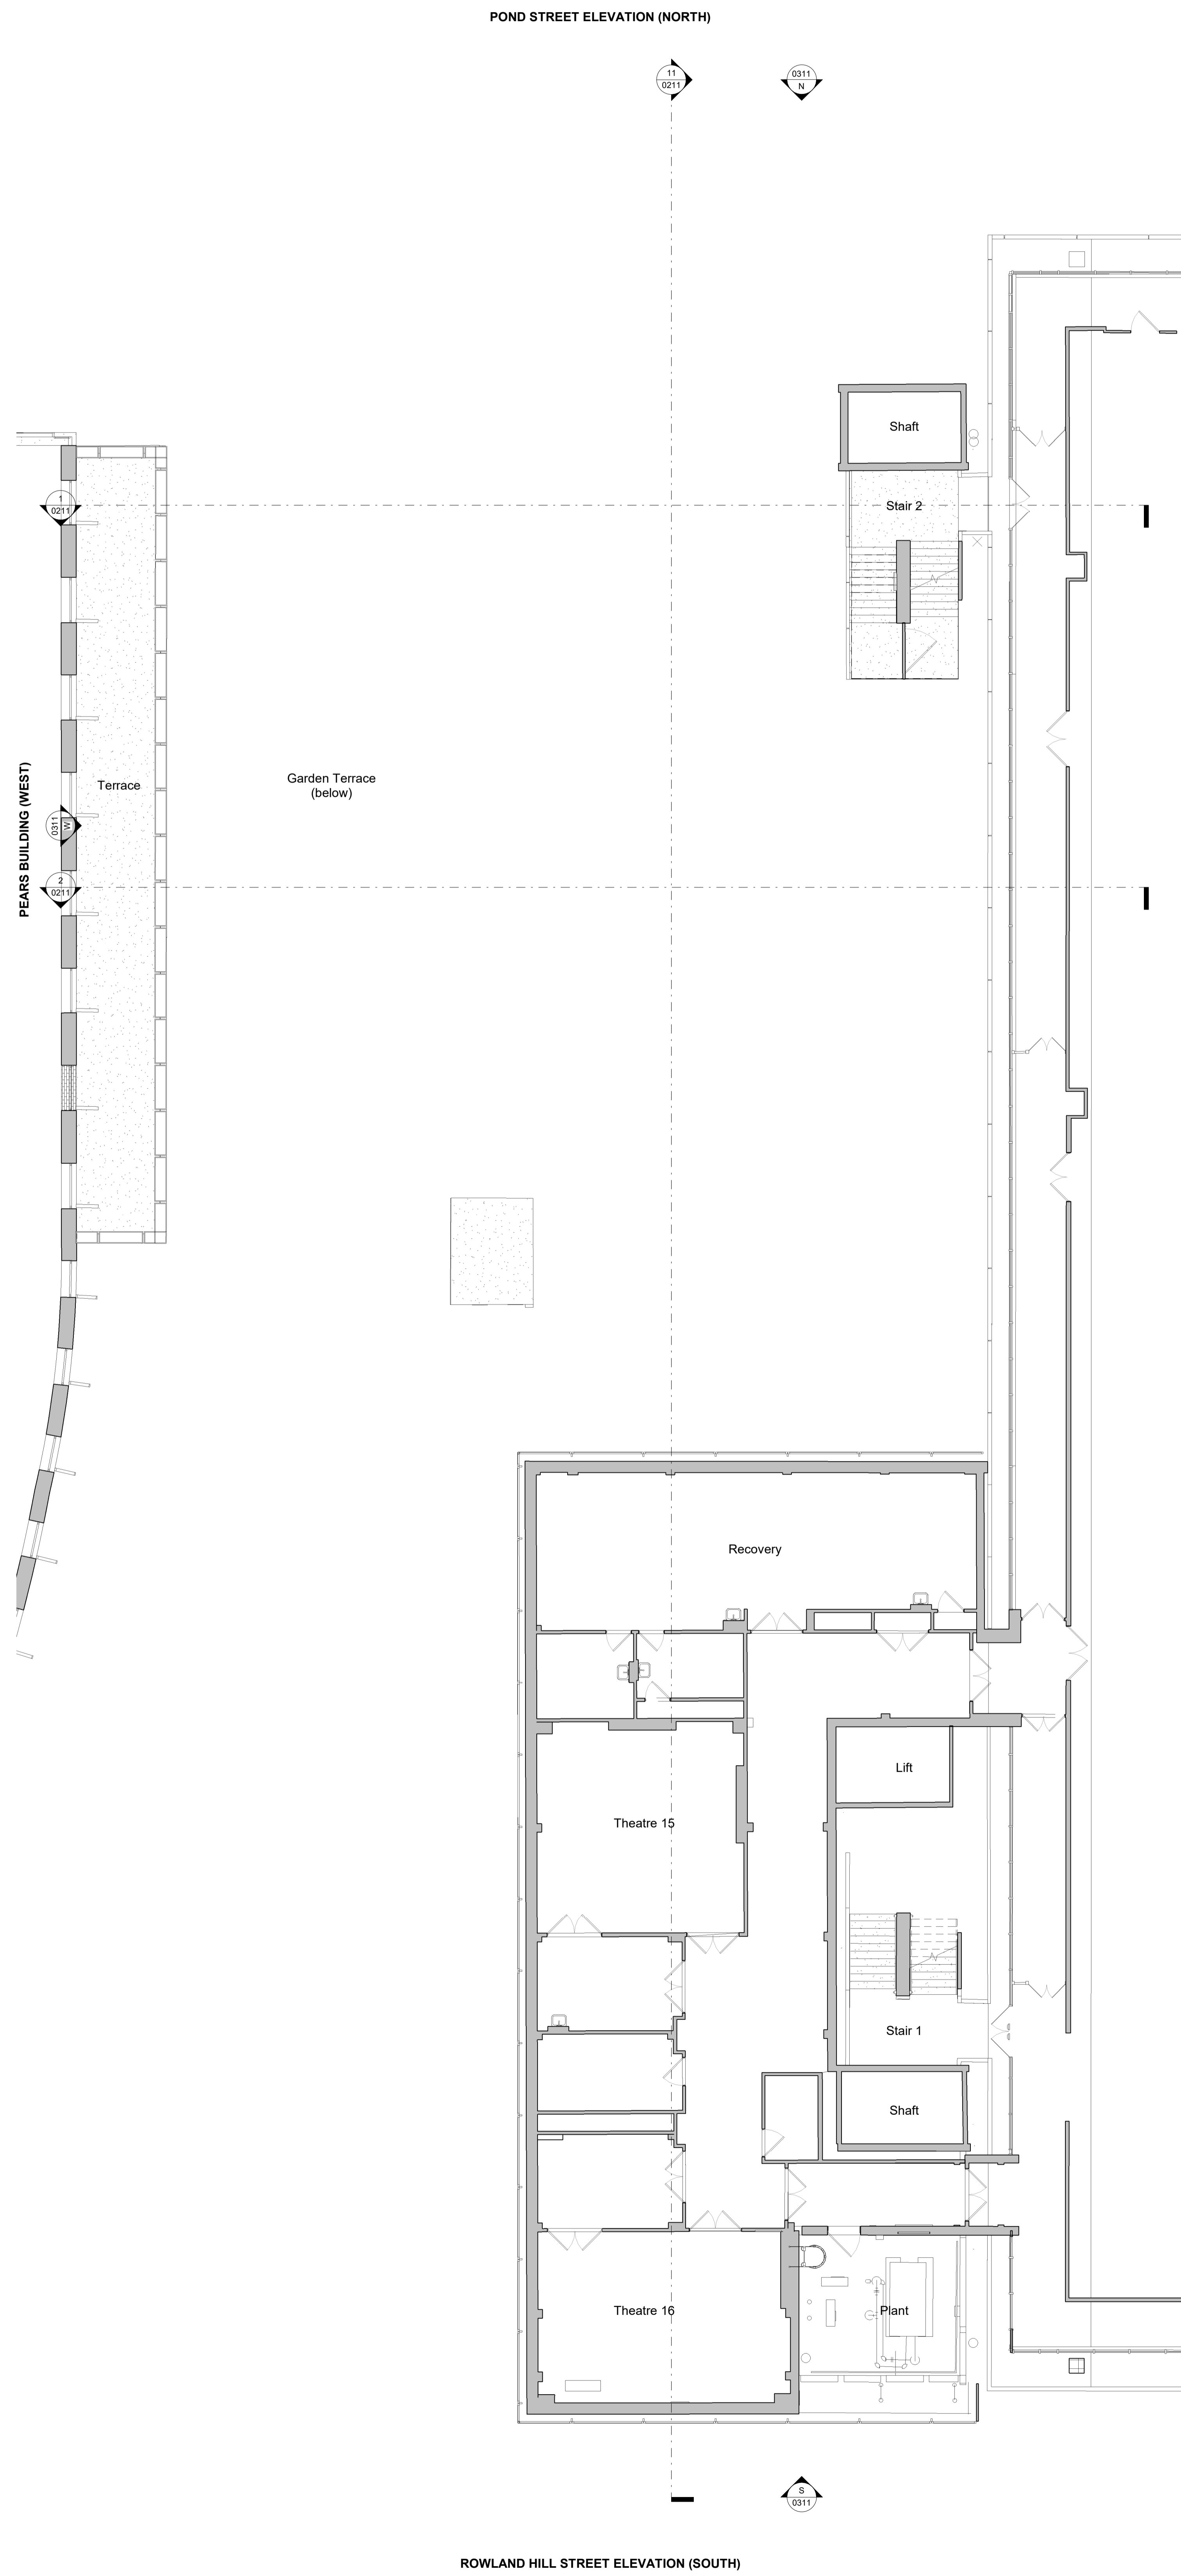 POND STREET ELEVATION (NORTH)
11
0211
0311
N
Shaft
1
0211
Stair 2
PEARS BUILDING (WEST)
Terrace
Garden Terrace
(below)
0311
W
2
0211
Recovery
Lift
Theatre 15
Stair 1
Shaft
Theatre 16
Plant
S
0311
ROWLAND HILL STREET ELEVATION (SOUTH)